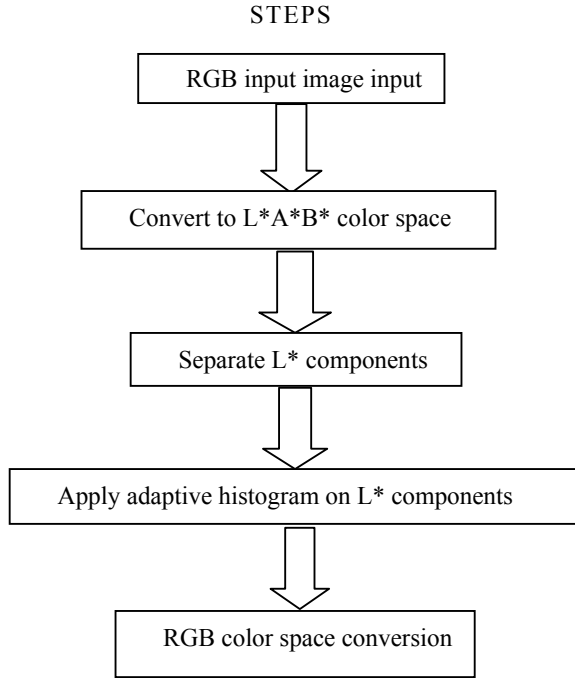 STEPS
RGB input image input
Convert to L*A*B* color space
Separate L* components
Apply adaptive histogram on L* components
RGB color space conversion